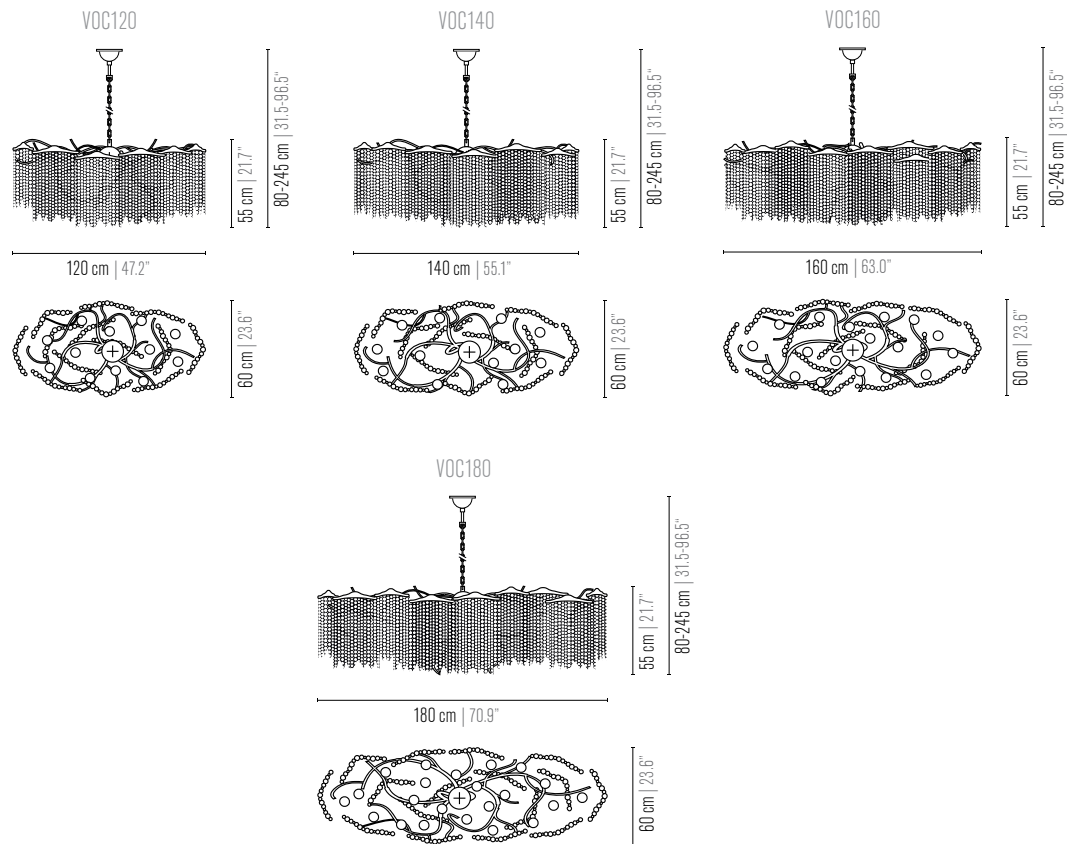 VOC120
55 cm | 21.7"
80-245 cm | 31.5-96.5"
120 cm | 47.2"
60 cm | 23.6"
VOC140
55 cm | 21.7"
80-245 cm | 31.5-96.5"
140 cm | 55.1"
60 cm | 23.6"
VOC160
55 cm | 21.7"
80-245 cm | 31.5-96.5"
160 cm | 63.0"
60 cm | 23.6"
VOC180
55 cm | 21.7"
80-245 cm | 31.5-96.5"
180 cm | 70.9"
60 cm | 23.6"